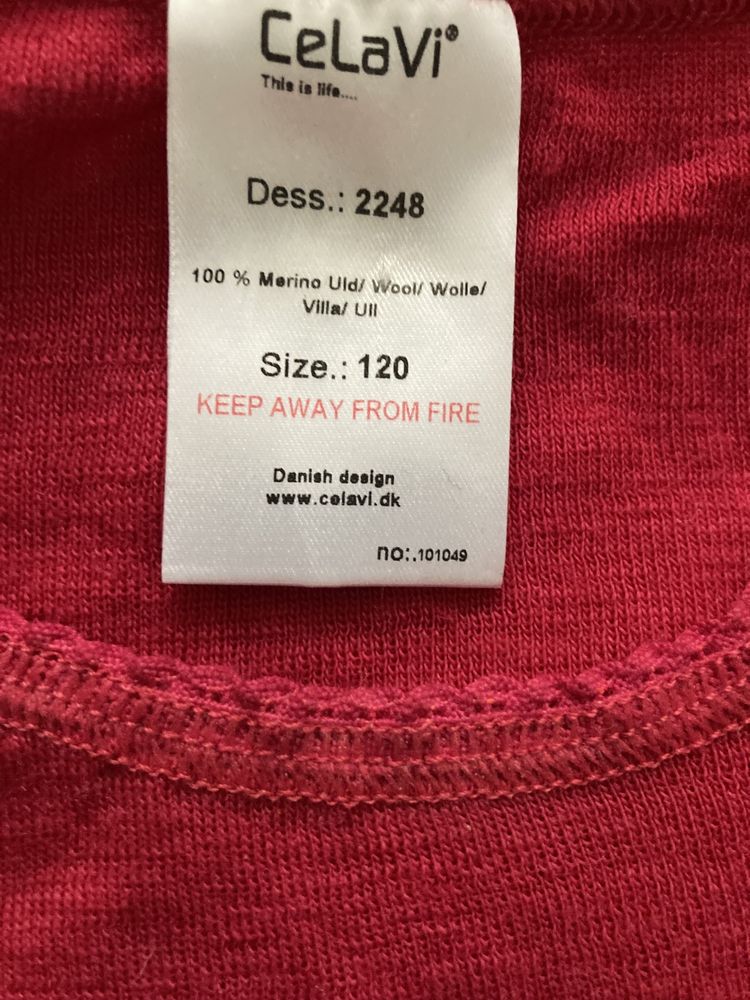 CeLaVi®
This is life....
Dess.: 2248
100 % Merino Uld/ Wool/ Wolle/
Villa/ Ull
Size.: 120
KEEP AWAY FROM FIRE
Danish design
www.celavi.dk
no:.101049